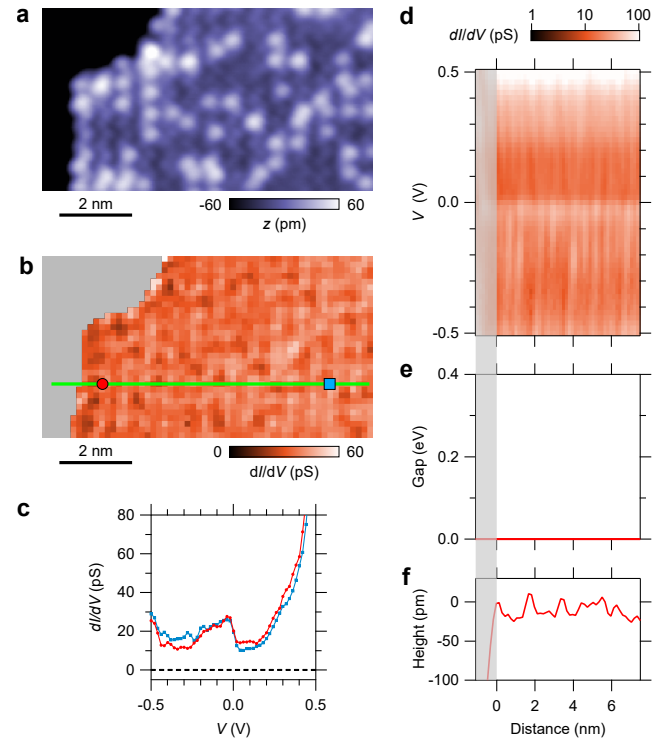 a
2 nm
-60
60
z (pm)
b
2 nm
0
60
dI/dV (pS)
c
80
60
40
20
0
dI/dV (pS)
-0.5
0.0
0.5
V (V)
d
dI/dV (pS)
1
10
100
0.5
0.0
-0.5
V (V)
e
0.4
0.0
Gap (eV)
f
0
-50
-100
Height (pm)
0
2
4
6
Distance (nm)